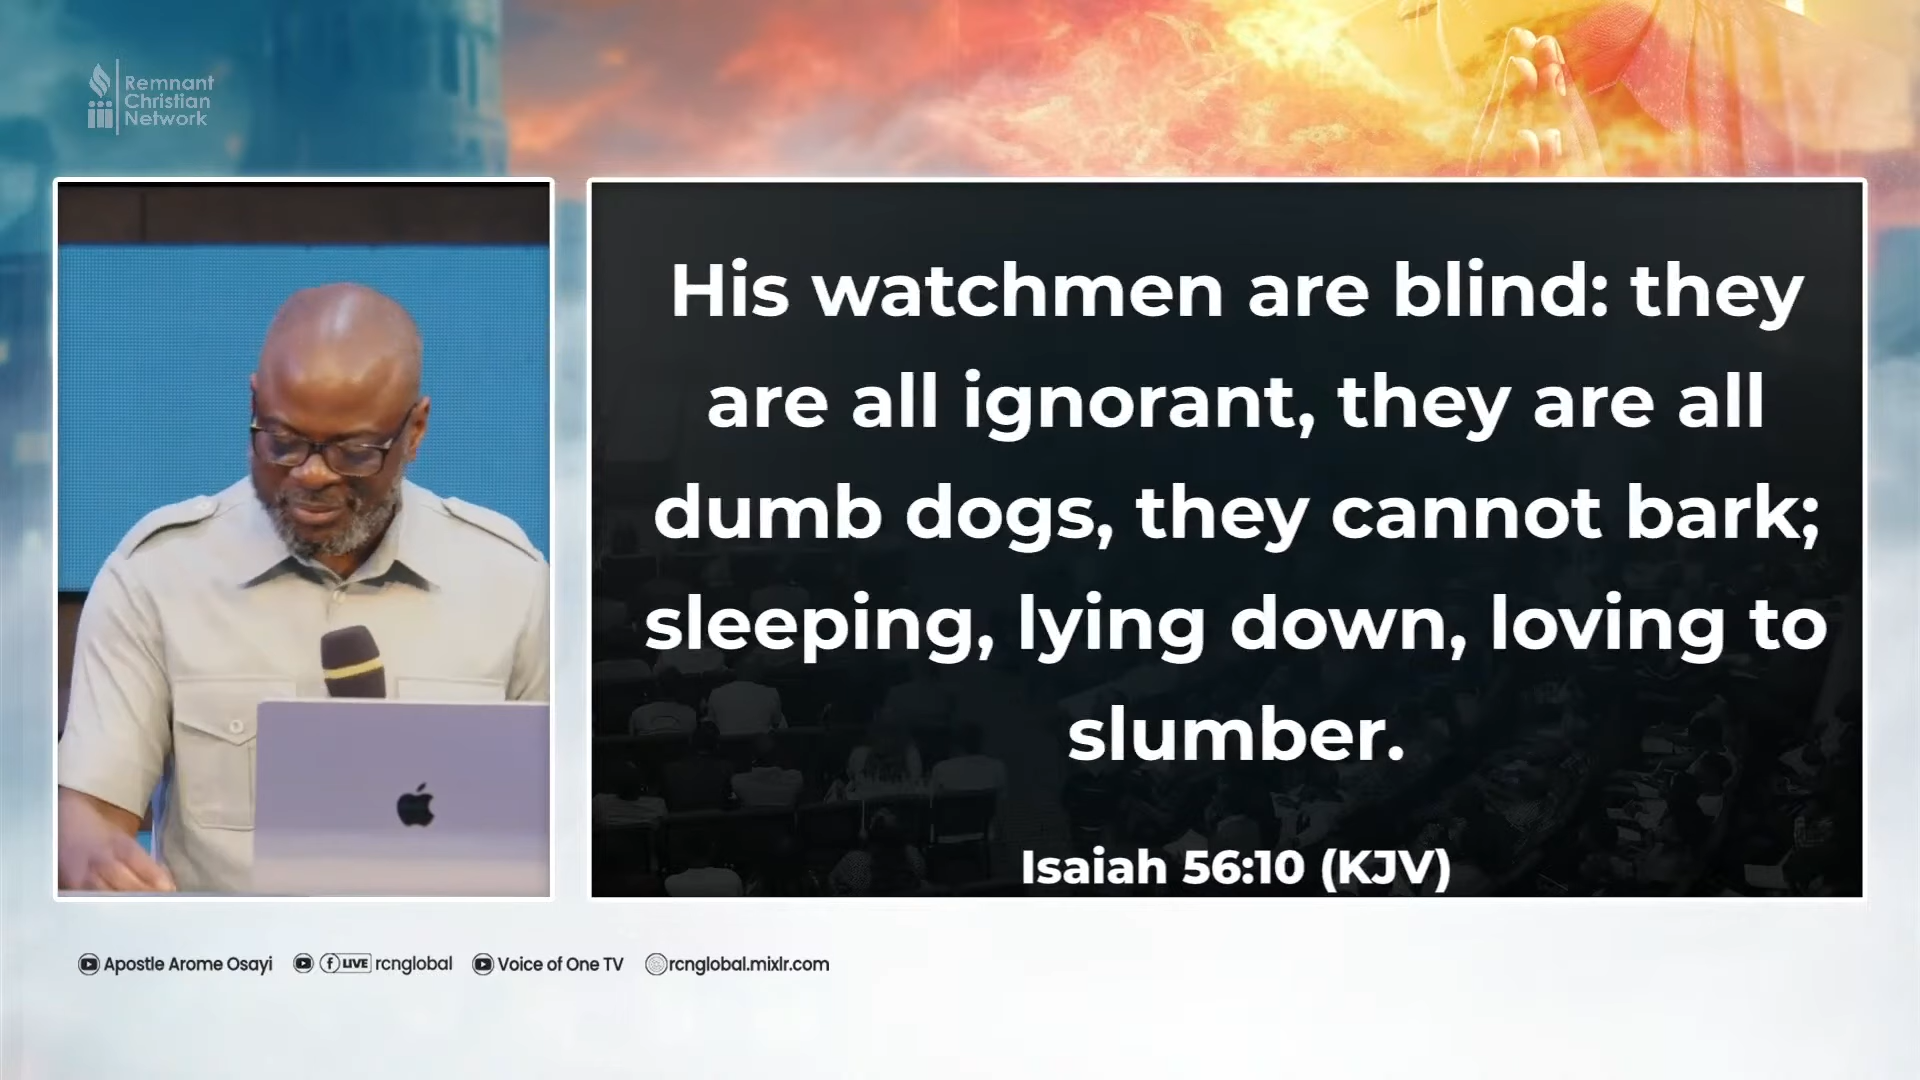 Remnant
Christian
Network
His watchmen are blind: they
are all ignorant, they are all
dumb dogs, they cannot bark;
sleeping, lying down, loving to
slumber.
Isaiah 56:10 (KJV)
Apostle Arome Osayi LIVE rcnglobal Voice of One TV rcnglobal.mixlr.com